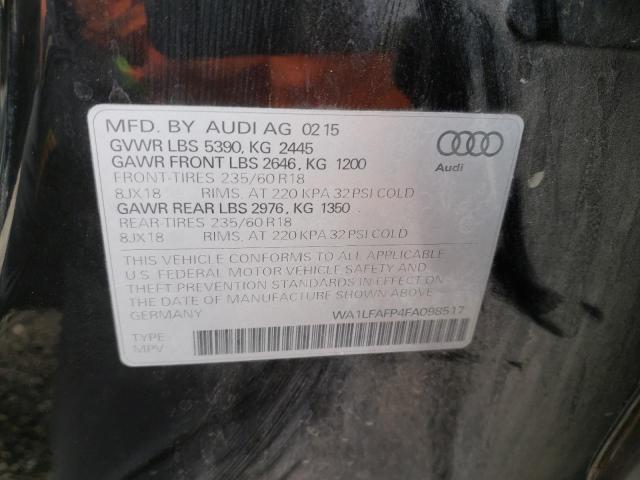 MFD. BY AUDI AG 02 15
GVWR LBS 5390, KG 2445
GAWR FRONT LBS 2646, KG 1200
FRONT-TIRES 235/60 R18
8JX18 RIMS, AT 220 KPA 32 PSI COLD
GAWR REAR LBS 2976, KG 1350
REAR-TIRES 235/60 R18
8JX18 RIMS, AT 220 KPA 32 PSI COLD
Audi
THIS VEHICLE CONFORMS TO ALL APPLICABLE
U.S. FEDERAL MOTOR VEHICLE SAFETY AND
THEFT PREVENTION STANDARDS IN EFFECT ON
THE DATE OF MANUFACTURE SHOWN ABOVE
GERMANY WA1LFAFP4FA098517
TYPE:
MPV